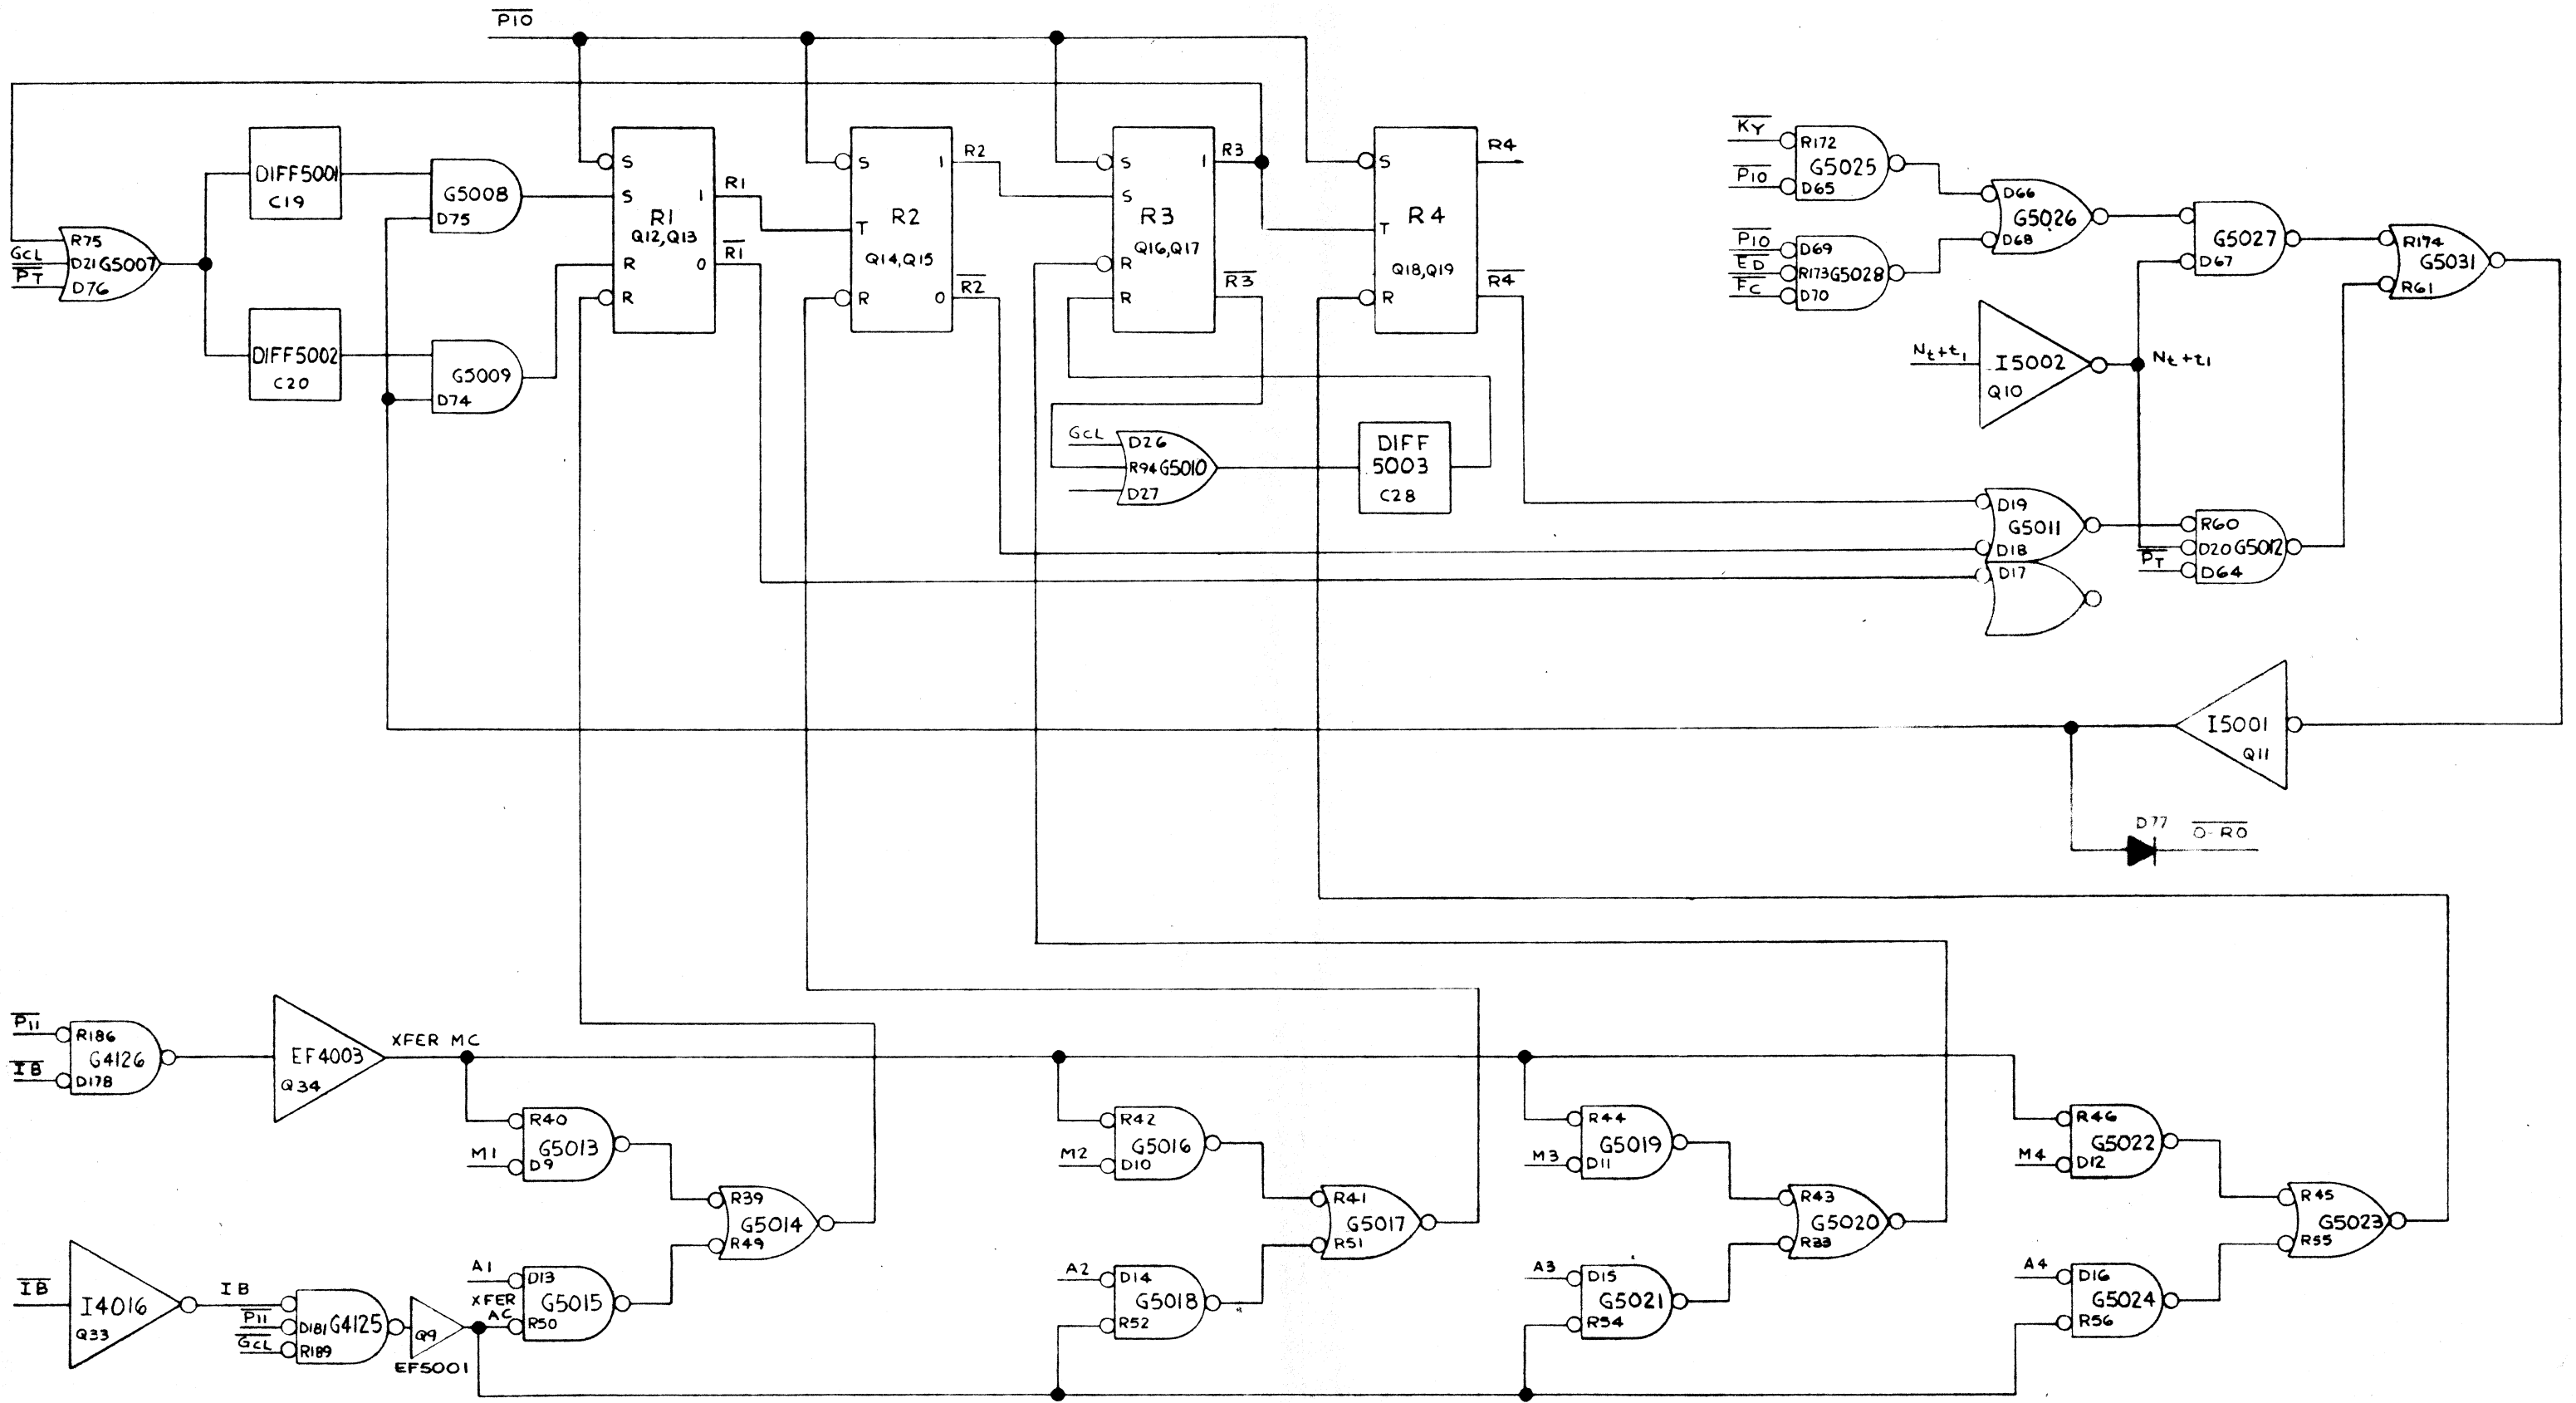 P10
DIFF5001
C19
G5008
D75
R75
GCL
D21 G5007
PT
D76
DIFF5002
C20
G5009
D74
S
S
R1
Q12,Q13
R
R
1
0
R1
R1
S
R2
T
Q14,Q15
R
1
0
R2
R2
S
S
R3
Q16,Q17
R
R
1
R3
R3
S
R4
T
Q18,Q19
R
R4
R4
GCL
D26
R94 G5010
D27
DIFF
5003
C28
KY
R172
G5025
P10
D65
P10
D69
ED
R173 G5028
FC
D70
D66
G5026
D68
G5027
D67
R174
G5031
R61
Nt+t1
I5002
Q10
Nt+t1
D19
G5011
D18
D17
R60
D20 G5012
PT
D64
I5001
Q11
D77
O-RO
P11
R186
G4126
IB
D178
EF4003
Q34
XFER MC
R40
G5013
M1
D9
R39
G5014
R49
A1
D13
XFER
AC
G5015
R50
IB
I4016
Q33
IB
P11
D181 G4125
GCL
R189
Q9
EF5001
R42
G5016
M2
D10
R41
G5017
R51
A2
D14
G5018
R52
R44
G5019
M3
D11
R43
G5020
R33
A3
D15
G5021
R54
R46
G5022
M4
D12
R45
G5023
R55
A4
D16
G5024
R56